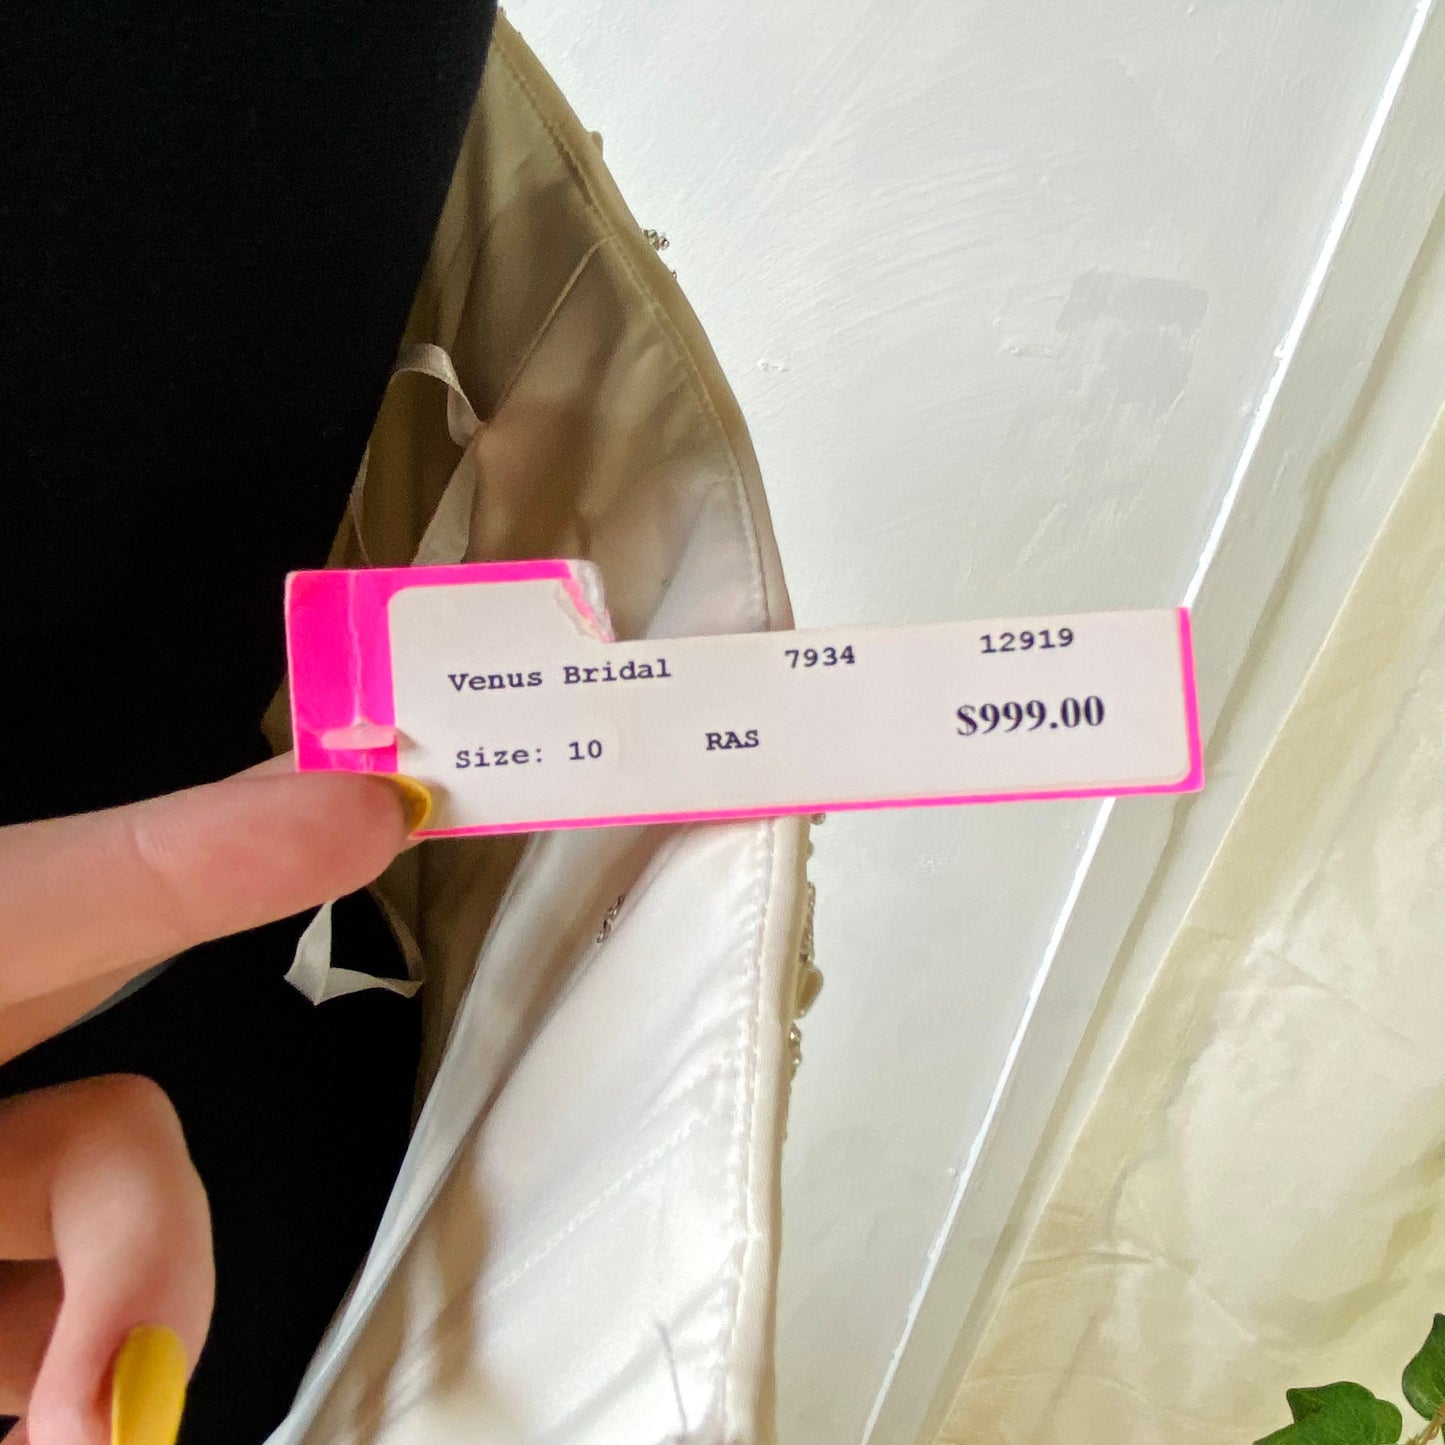 Venus Bridal 7934 12919
Size: 10 RAS $999.00